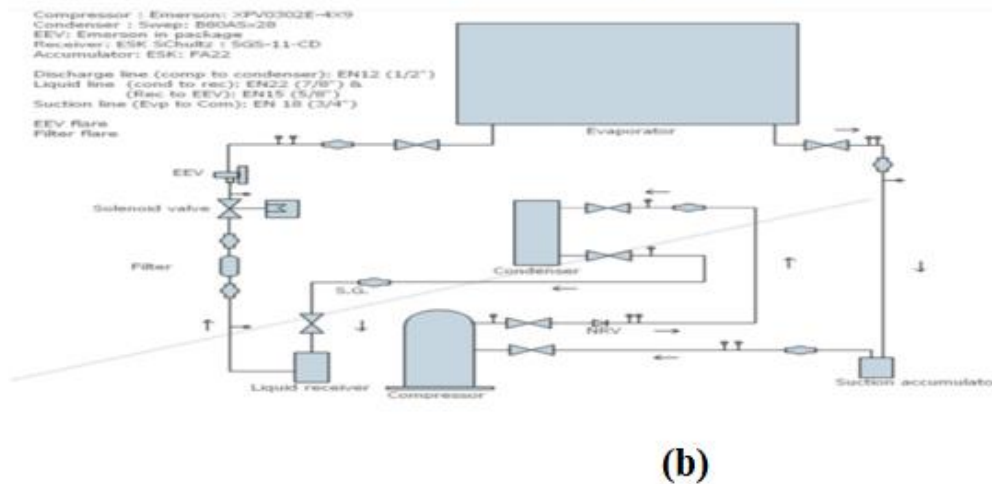 Compressor : Emerson: XPV0302E-4X9
Condenser : Swep: B80ASx28
EEV: Emerson in package
Receiver: ESK SChultz : SGS-11-CD
Accumulator: ESK: FA22
Discharge line (comp to condenser): EN12 (1/2")
Liquid line (cond to rec): EN22 (7/8") &
(Rec to EEV): EN15 (5/8")
Suction line (Evp to Com): EN 18 (3/4")
EEV flare
Filter flare
Evaporator
EEV
Solenoid valve
Filter
Condenser
S.G.
NRV
Liquid receiver
Compressor
Suction accumulato
(b)